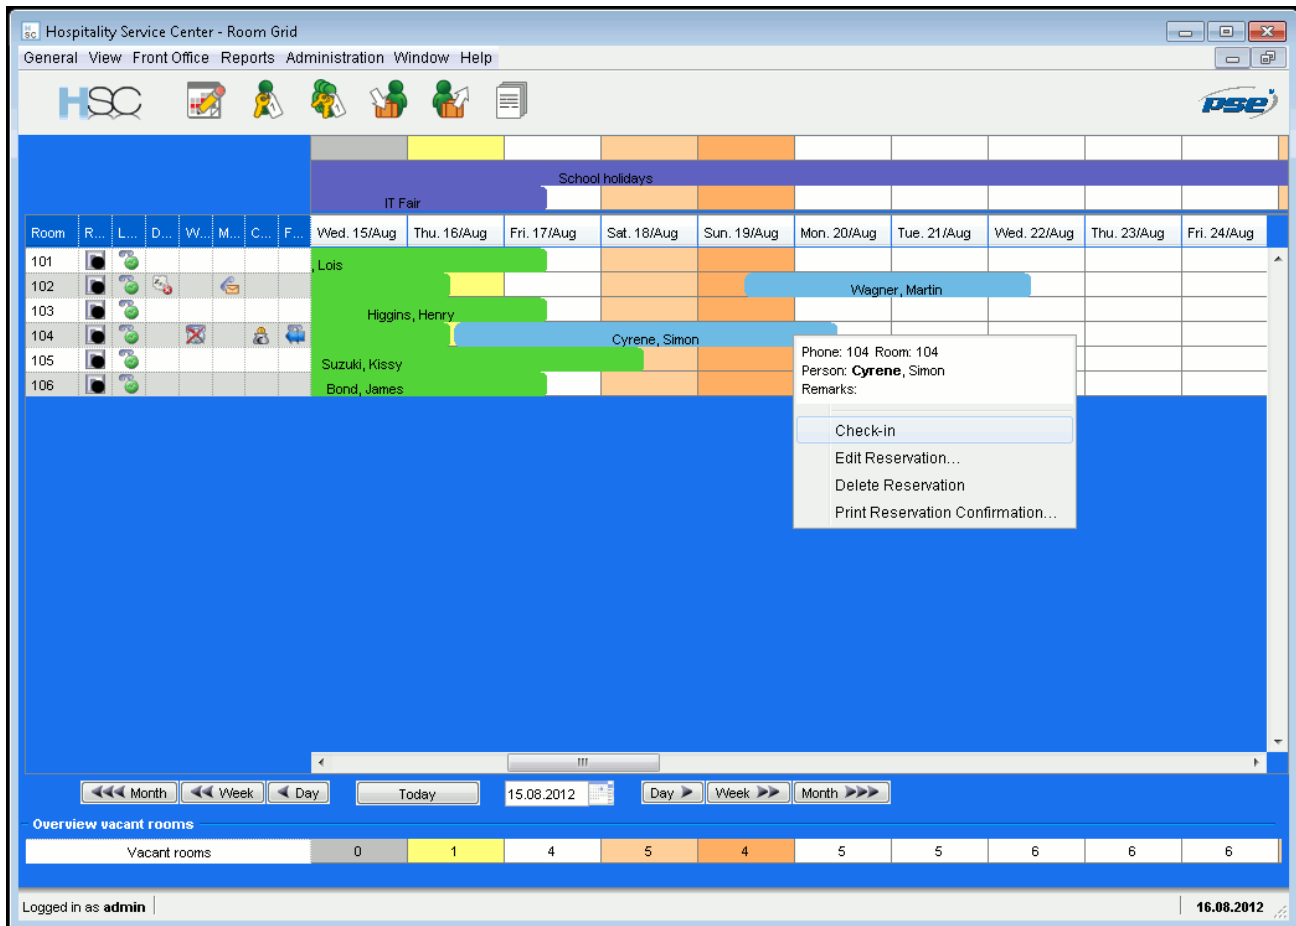 Hospitality Service Center - Room Grid
General View Front Office Reports Administration Window Help
HSC
pse
School holidays
IT Fair
Room R... L... D... W... M... C... F... Wed. 15/Aug Thu. 16/Aug Fri. 17/Aug Sat. 18/Aug Sun. 19/Aug Mon. 20/Aug Tue. 21/Aug Wed. 22/Aug Thu. 23/Aug Fri. 24/Aug
101 , Lois
102 Wagner, Martin
103 Higgins, Henry
104 Cyrene, Simon
105 Suzuki, Kissy
106 Bond, James
Phone: 104 Room: 104
Person: Cyrene, Simon
Remarks:
Check-in
Edit Reservation...
Delete Reservation
Print Reservation Confirmation...
Month Week Day Today 15.08.2012 Day Week Month
Overview vacant rooms
Vacant rooms 0 1 4 5 4 5 5 6 6 6
Logged in as admin 16.08.2012